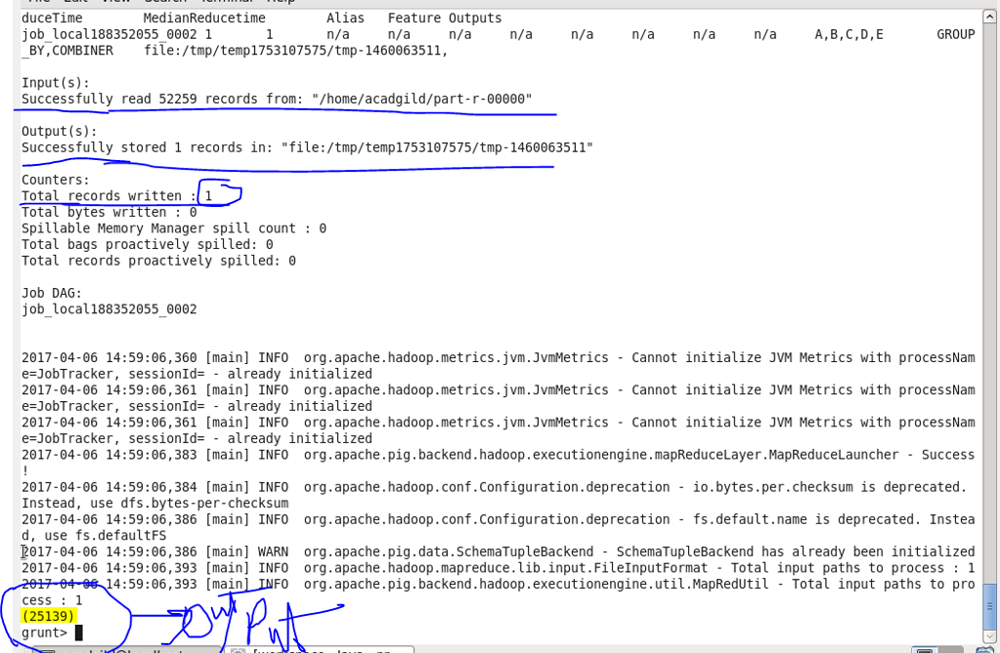 duceTime MedianReducetime Alias Feature Outputs
job_local188352055_0002 1 1 n/a n/a n/a n/a n/a n/a n/a n/a A,B,C,D,E GROUP
_BY,COMBINER file:/tmp/temp1753107575/tmp-1460063511,
Input(s):
Successfully read 52259 records from: "/home/acadgild/part-r-00000"
Output(s):
Successfully stored 1 records in: "file:/tmp/temp1753107575/tmp-1460063511"
Counters:
Total records written : 1
Total bytes written : 0
Spillable Memory Manager spill count : 0
Total bags proactively spilled: 0
Total records proactively spilled: 0
Job DAG:
job_local188352055_0002
2017-04-06 14:59:06,360 [main] INFO org.apache.hadoop.metrics.jvm.JvmMetrics - Cannot initialize JVM Metrics with processNam
e=JobTracker, sessionId= - already initialized
2017-04-06 14:59:06,361 [main] INFO org.apache.hadoop.metrics.jvm.JvmMetrics - Cannot initialize JVM Metrics with processNam
e=JobTracker, sessionId= - already initialized
2017-04-06 14:59:06,361 [main] INFO org.apache.hadoop.metrics.jvm.JvmMetrics - Cannot initialize JVM Metrics with processNam
e=JobTracker, sessionId= - already initialized
2017-04-06 14:59:06,383 [main] INFO org.apache.pig.backend.hadoop.executionengine.mapReduceLayer.MapReduceLauncher - Success
!
2017-04-06 14:59:06,384 [main] INFO org.apache.hadoop.conf.Configuration.deprecation - io.bytes.per.checksum is deprecated.
Instead, use dfs.bytes-per-checksum
2017-04-06 14:59:06,386 [main] INFO org.apache.hadoop.conf.Configuration.deprecation - fs.default.name is deprecated. Instea
d, use fs.defaultFS
2017-04-06 14:59:06,386 [main] WARN org.apache.pig.data.SchemaTupleBackend - SchemaTupleBackend has already been initialized
2017-04-06 14:59:06,393 [main] INFO org.apache.hadoop.mapreduce.lib.input.FileInputFormat - Total input paths to process : 1
2017-04-06 14:59:06,393 [main] INFO org.apache.pig.backend.hadoop.executionengine.util.MapRedUtil - Total input paths to pro
cess : 1
(25139) OutPut
grunt>